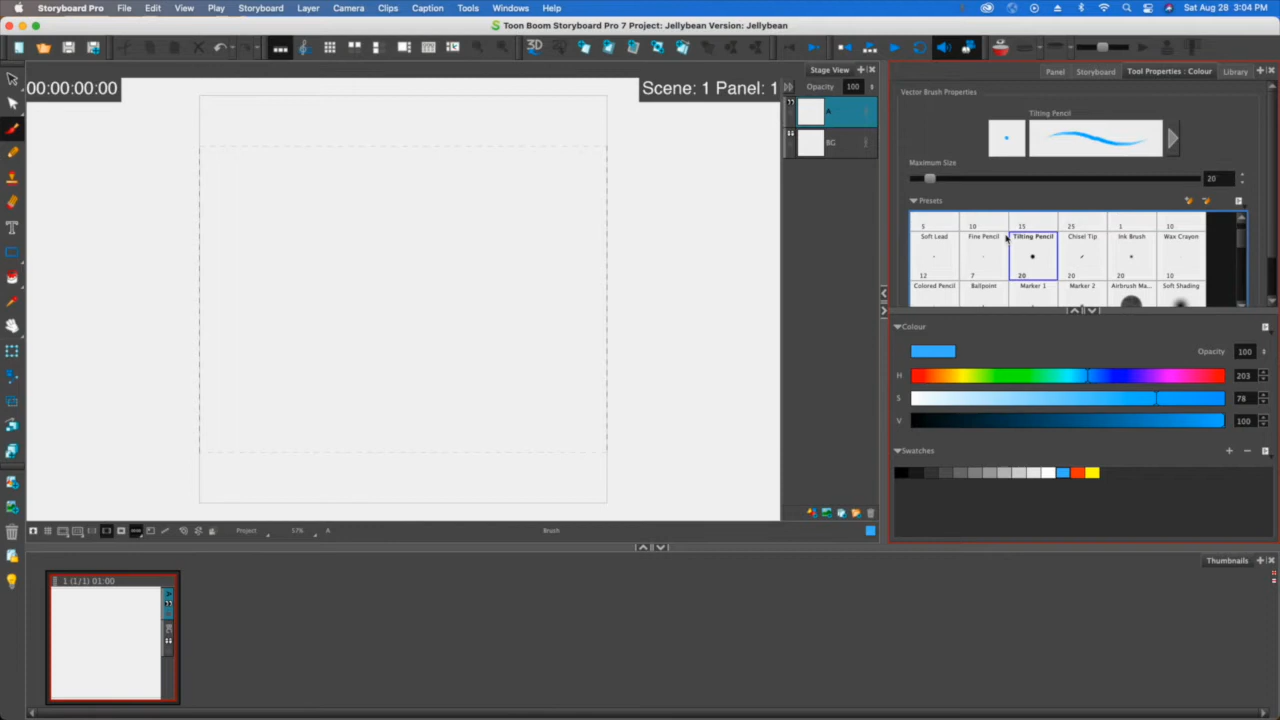 Storyboard Pro File Edit View Play Storyboard Layer Camera Clips Caption Tools Windows Help Sat Aug 28 3:04 PM
Toon Boom Storyboard Pro 7 Project: Jellybean Version: Jellybean
3D
00:00:00:00 Scene: 1 Panel: 1
Stage View
Opacity 100
A
BG
Panel Storyboard Tool Properties : Colour Library
Vector Brush Properties
Tilting Pencil
Maximum Size
20
Presets
5 10 15 25 1 10
Soft Lead Fine Pencil Tilting Pencil Chisel Tip Ink Brush Wax Crayon
12 7 20 20 20 10
Colored Pencil Ballpoint Marker 1 Marker 2 Airbrush Ma... Soft Shading
Colour
Opacity 100
H 203
S 78
V 100
Swatches
Project 57% A Brush
Thumbnails
1 (1/1) 01:00